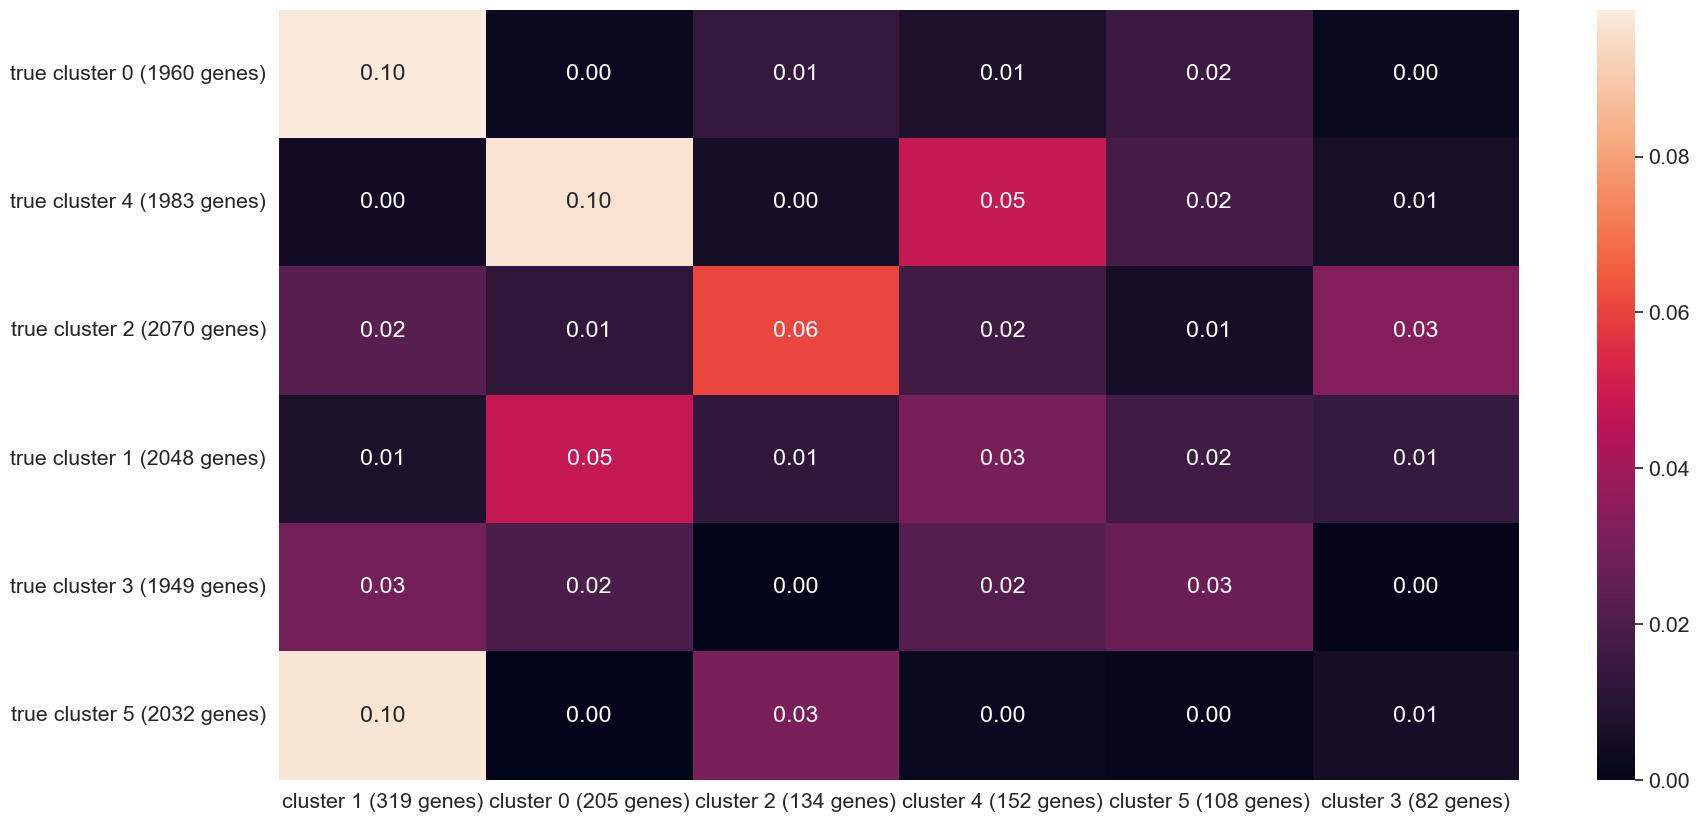 true cluster 0 (1960 genes) 0.10 0.00 0.01 0.01 0.02 0.00
0.08
true cluster 4 (1983 genes) 0.00 0.10 0.00 0.05 0.02 0.01
0.06
true cluster 2 (2070 genes) 0.02 0.01 0.06 0.02 0.01 0.03
true cluster 1 (2048 genes) 0.01 0.05 0.01 0.03 0.02 0.01
0.04
true cluster 3 (1949 genes) 0.03 0.02 0.00 0.02 0.03 0.00
0.02
true cluster 5 (2032 genes) 0.10 0.00 0.03 0.00 0.00 0.01
0.00
cluster 1 (319 genes) cluster 0 (205 genes) cluster 2 (134 genes) cluster 4 (152 genes) cluster 5 (108 genes) cluster 3 (82 genes)